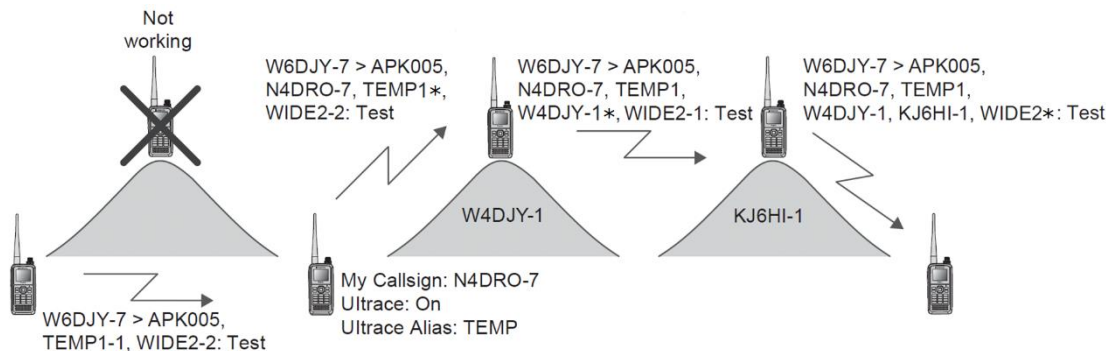 Not
working
W6DJY-7 > APK005,
N4DRO-7, TEMP1∗,
WIDE2-2: Test
W6DJY-7 > APK005,
N4DRO-7, TEMP1,
W4DJY-1∗, WIDE2-1: Test
W6DJY-7 > APK005,
N4DRO-7, TEMP1,
W4DJY-1, KJ6HI-1, WIDE2∗: Test
W4DJY-1
KJ6HI-1
My Callsign: N4DRO-7
UItrace: On
UItrace Alias: TEMP
W6DJY-7 > APK005,
TEMP1-1, WIDE2-2: Test